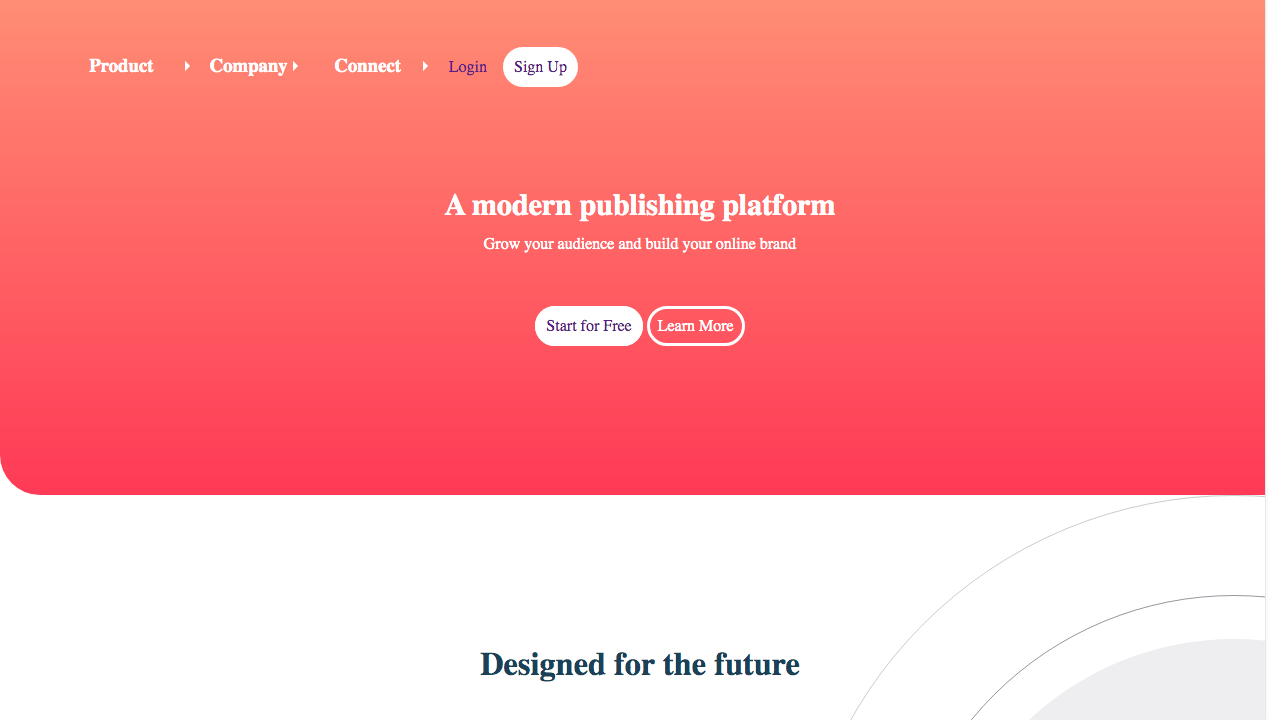 Product Company Connect Login Sign Up
A modern publishing platform
Grow your audience and build your online brand
Start for Free Learn More
Designed for the future